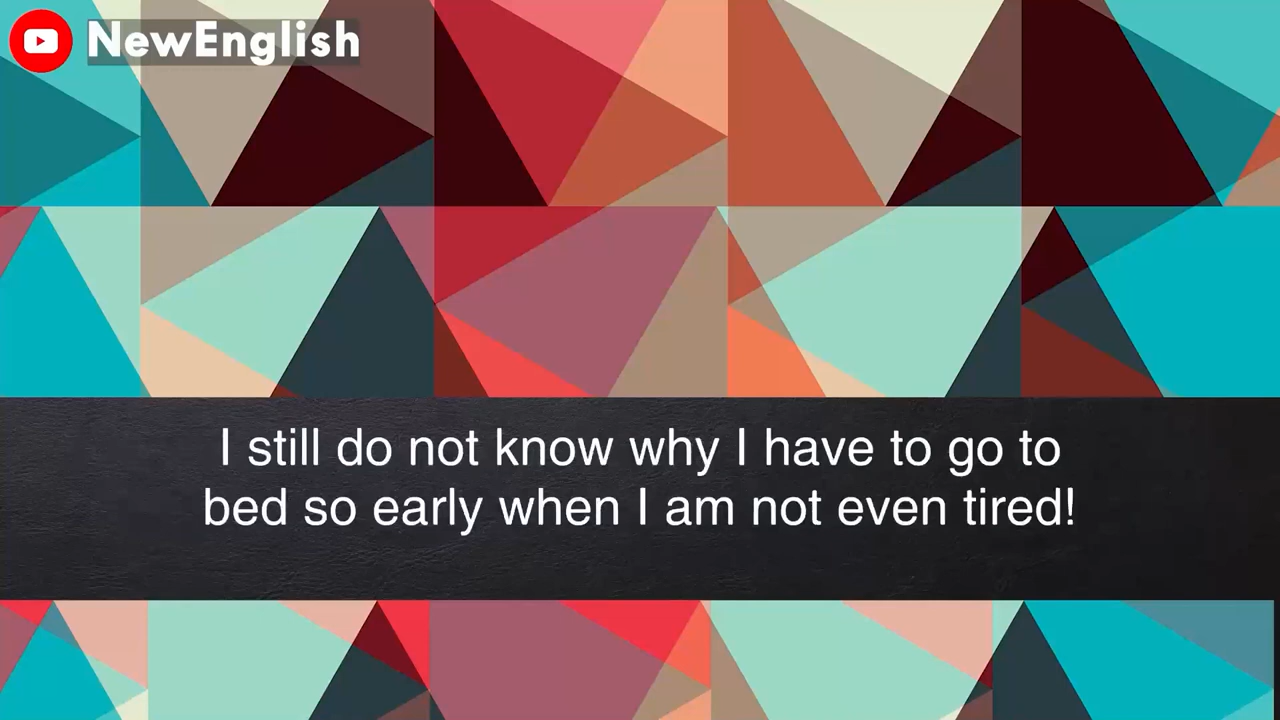 NewEnglish
I still do not know why I have to go to
bed so early when I am not even tired!